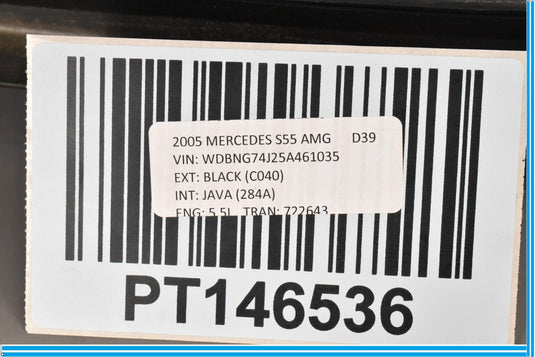 2005 MERCEDES S55 AMG D39
VIN: WDBNG74J25A461035
EXT: BLACK (C040)
INT: JAVA (284A)
ENG: 5.5L TRAN: 722643
PT146536